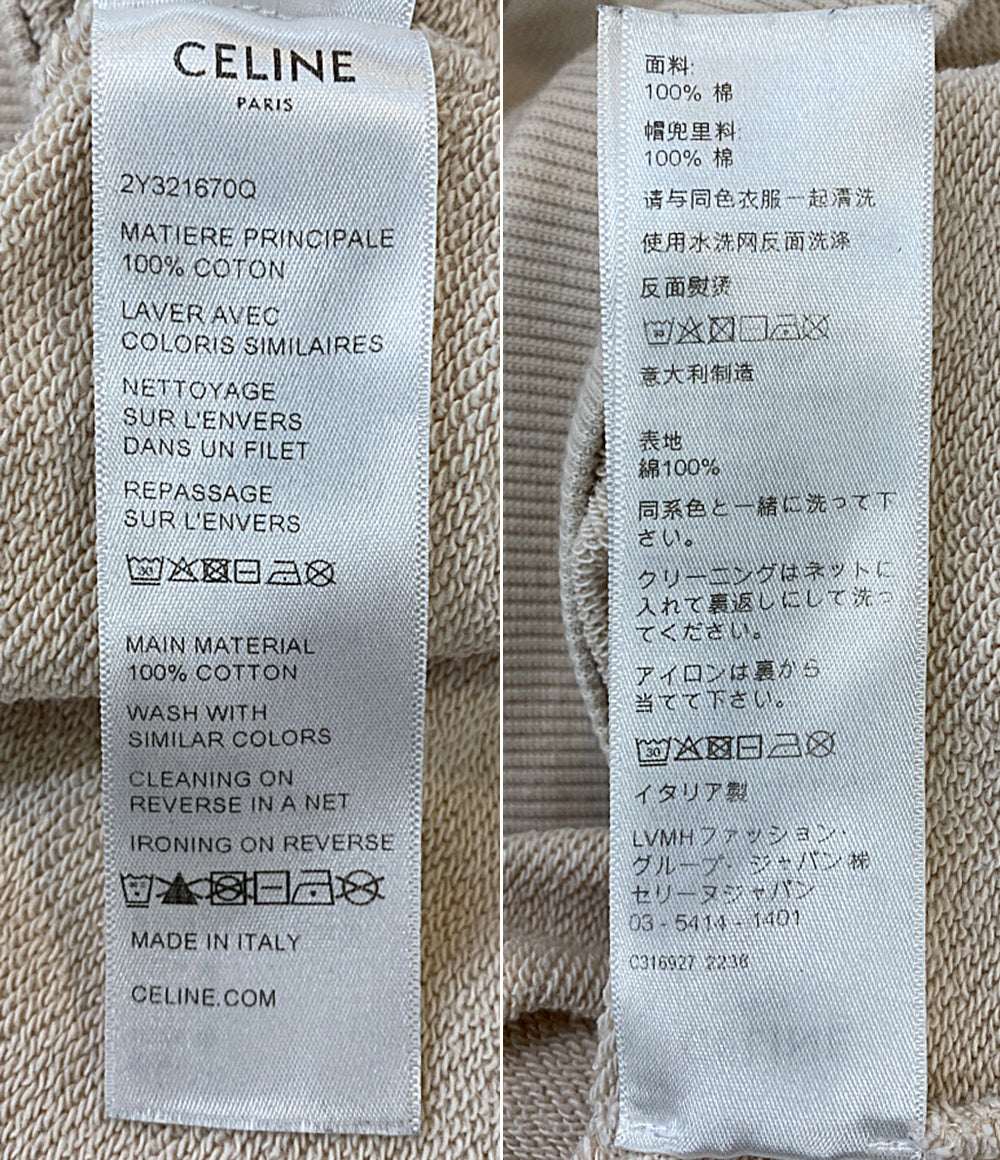 CELINE
PARIS
2Y321670Q
MATIERE PRINCIPALE
100% COTON
LAVER AVEC
COLORIS SIMILAIRES
NETTOYAGE
SUR L'ENVERS
DANS UN FILET
REPASSAGE
SUR L'ENVERS
30
MAIN MATERIAL
100% COTTON
WASH WITH
SIMILAR COLORS
CLEANING ON
REVERSE IN A NET
IRONING ON REVERSE
MADE IN ITALY
CELINE.COM
面料:
100% 棉
帽兜里料:
100% 棉
请与同色衣服一起清洗
使用水洗网反面洗涤
反面熨烫
30
意大利制造
表地
綿100%
同系色と一緒に洗って下
さい。
クリーニングはネットに
入れて裏返しにして洗っ
てください。
アイロンは裏から
当てて下さい。
30
イタリア製
LVMHファッション・
グループ・ジャパン㈱
セリーヌジャパン
03-5414-1401
C316927 2236